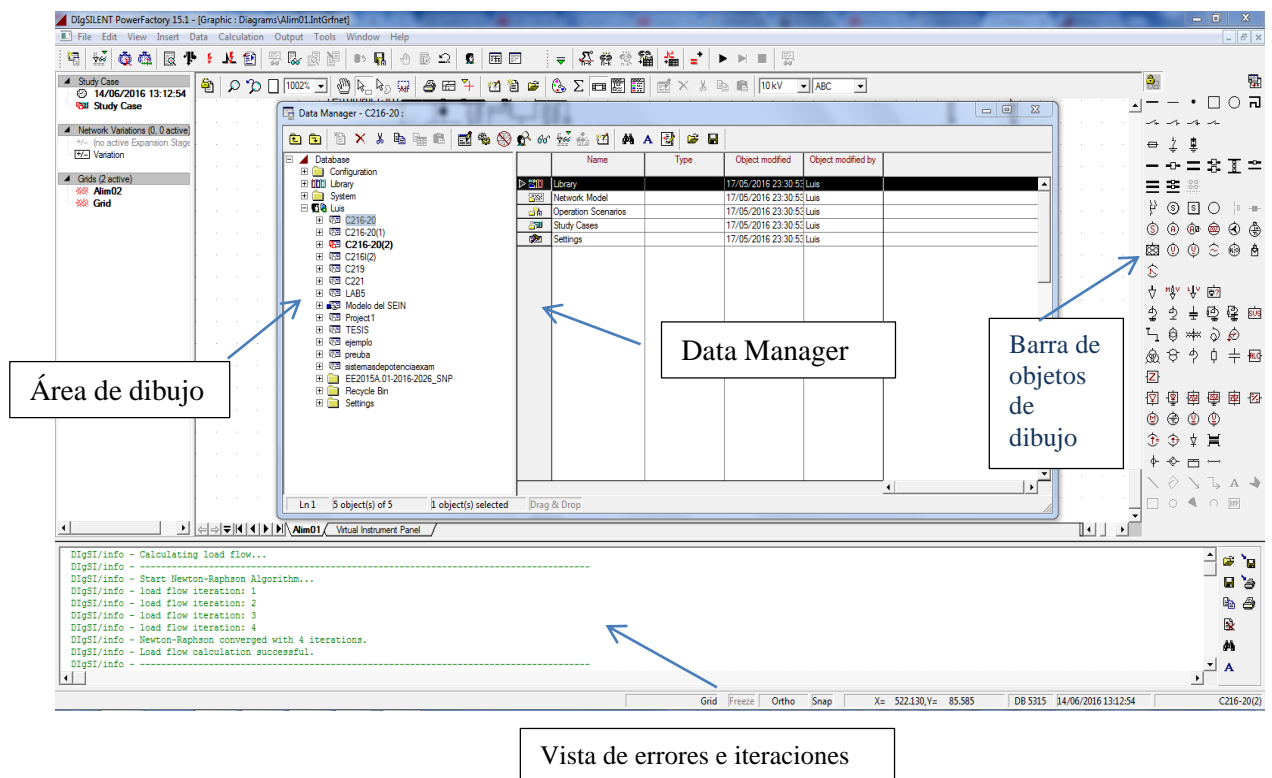 DIgSILENT PowerFactory 15.1 - [Graphic : Diagrams\Alim01.IntGrfnet]
File Edit View Insert Data Calculation Output Tools Window Help
Study Case
14/06/2016 13:12:54
Study Case
Network Variations (0, 0 active)
(no active Expansion Stage
Variation
Grids (2 active)
Alim02
Grid
1002%
10 kV
ABC
Data Manager - C216-20 :
Database
Configuration
Library
System
Luis
C216-20
C216-20(1)
C216-20(2)
C216I(2)
C219
C221
LAB5
Modelo del SEIN
Project1
TESIS
ejemplo
preuba
sistemasdepotenciaexam
EE2015A.01-2016-2026_SNP
Recycle Bin
Settings
Name Type Object modified Object modified by
Library 17/05/2016 23:30:53 Luis
Network Model 17/05/2016 23:30:53 Luis
Operation Scenarios 17/05/2016 23:30:53 Luis
Study Cases 17/05/2016 23:30:53 Luis
Settings 17/05/2016 23:30:53 Luis
Ln 1 5 object(s) of 5 1 object(s) selected Drag & Drop
Área de dibujo
Data Manager
Barra de
objetos
de
dibujo
Alim01 Virtual Instrument Panel
DIgSI/info - Calculating load flow...
DIgSI/info - --------------------------------------------------------------------------------
DIgSI/info - Start Newton-Raphson Algorithm...
DIgSI/info - load flow iteration: 1
DIgSI/info - load flow iteration: 2
DIgSI/info - load flow iteration: 3
DIgSI/info - load flow iteration: 4
DIgSI/info - Newton-Raphson converged with 4 iterations.
DIgSI/info - Load flow calculation successful.
DIgSI/info - --------------------------------------------------------------------------------
Grid Freeze Ortho Snap X= 522.130,Y= 85.585 DB 5315 14/06/2016 13:12:54 C216-20(2)
Vista de errores e iteraciones